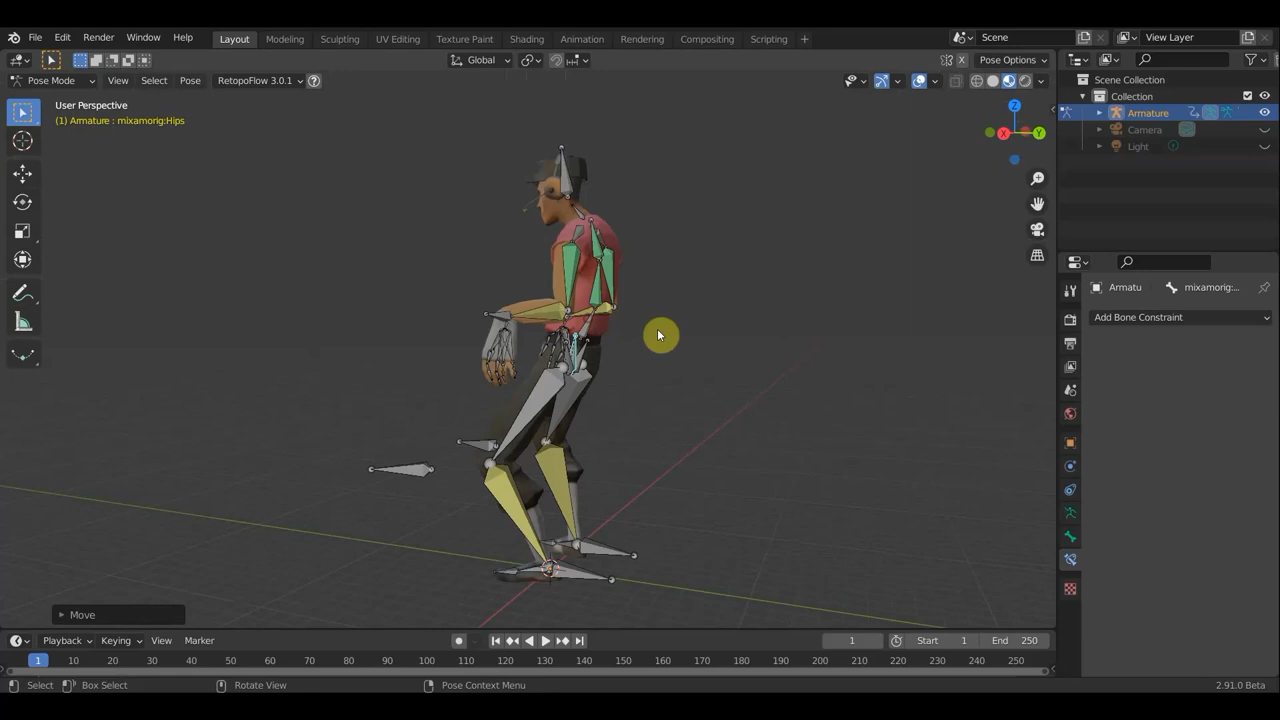 File Edit Render Window Help Layout Modeling Sculpting UV Editing Texture Paint Shading Animation Rendering Compositing Scripting + Scene View Layer
Global X Pose Options
Pose Mode View Select Pose RetopoFlow 3.0.1 ?
Scene Collection
User Perspective
Collection
(1) Armature : mixamorig:Hips
Armature
Camera
Light
Z
X
Y
Armatu mixamorig:...
Add Bone Constraint
Move
Playback Keying View Marker 1 Start 1 End 250
1 10 20 30 40 50 60 70 80 90 100 110 120 130 140 150 160 170 180 190 200 210 220 230 240 250
Select Box Select Rotate View Pose Context Menu 2.91.0 Beta